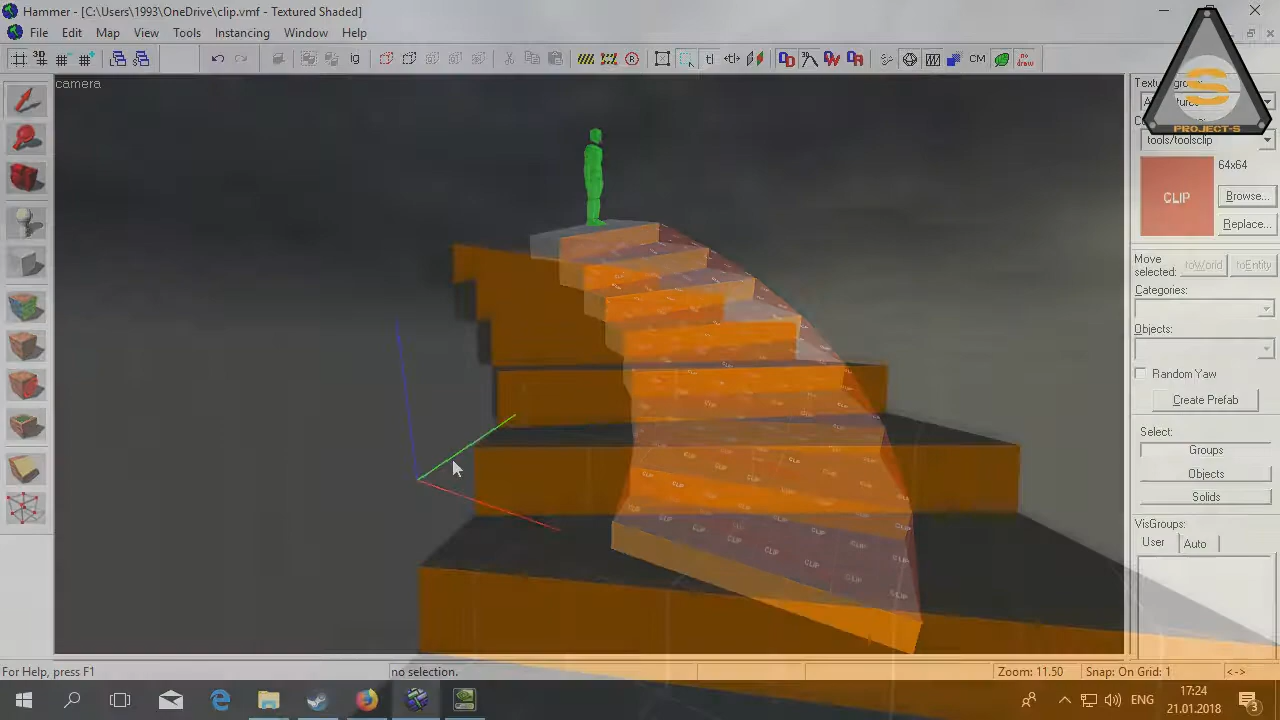 Hammer - [C:\Users\1993\OneDrive\clip.vmf - Textured Shaded]
File Edit Map View Tools Instancing Window Help
camera
S
PROJECT-S
tools/toolsclip
CLIP
64x64
Browse...
Replace...
Move selected:
toWorld
toEntity
Categories:
Objects:
Random Yaw
Create Prefab
Select:
Groups
Objects
Solids
VisGroups:
User
Auto
For Help, press F1
no selection.
Zoom: 11.50
Snap: On Grid: 1
<->
ENG
17:24
21.01.2018
3